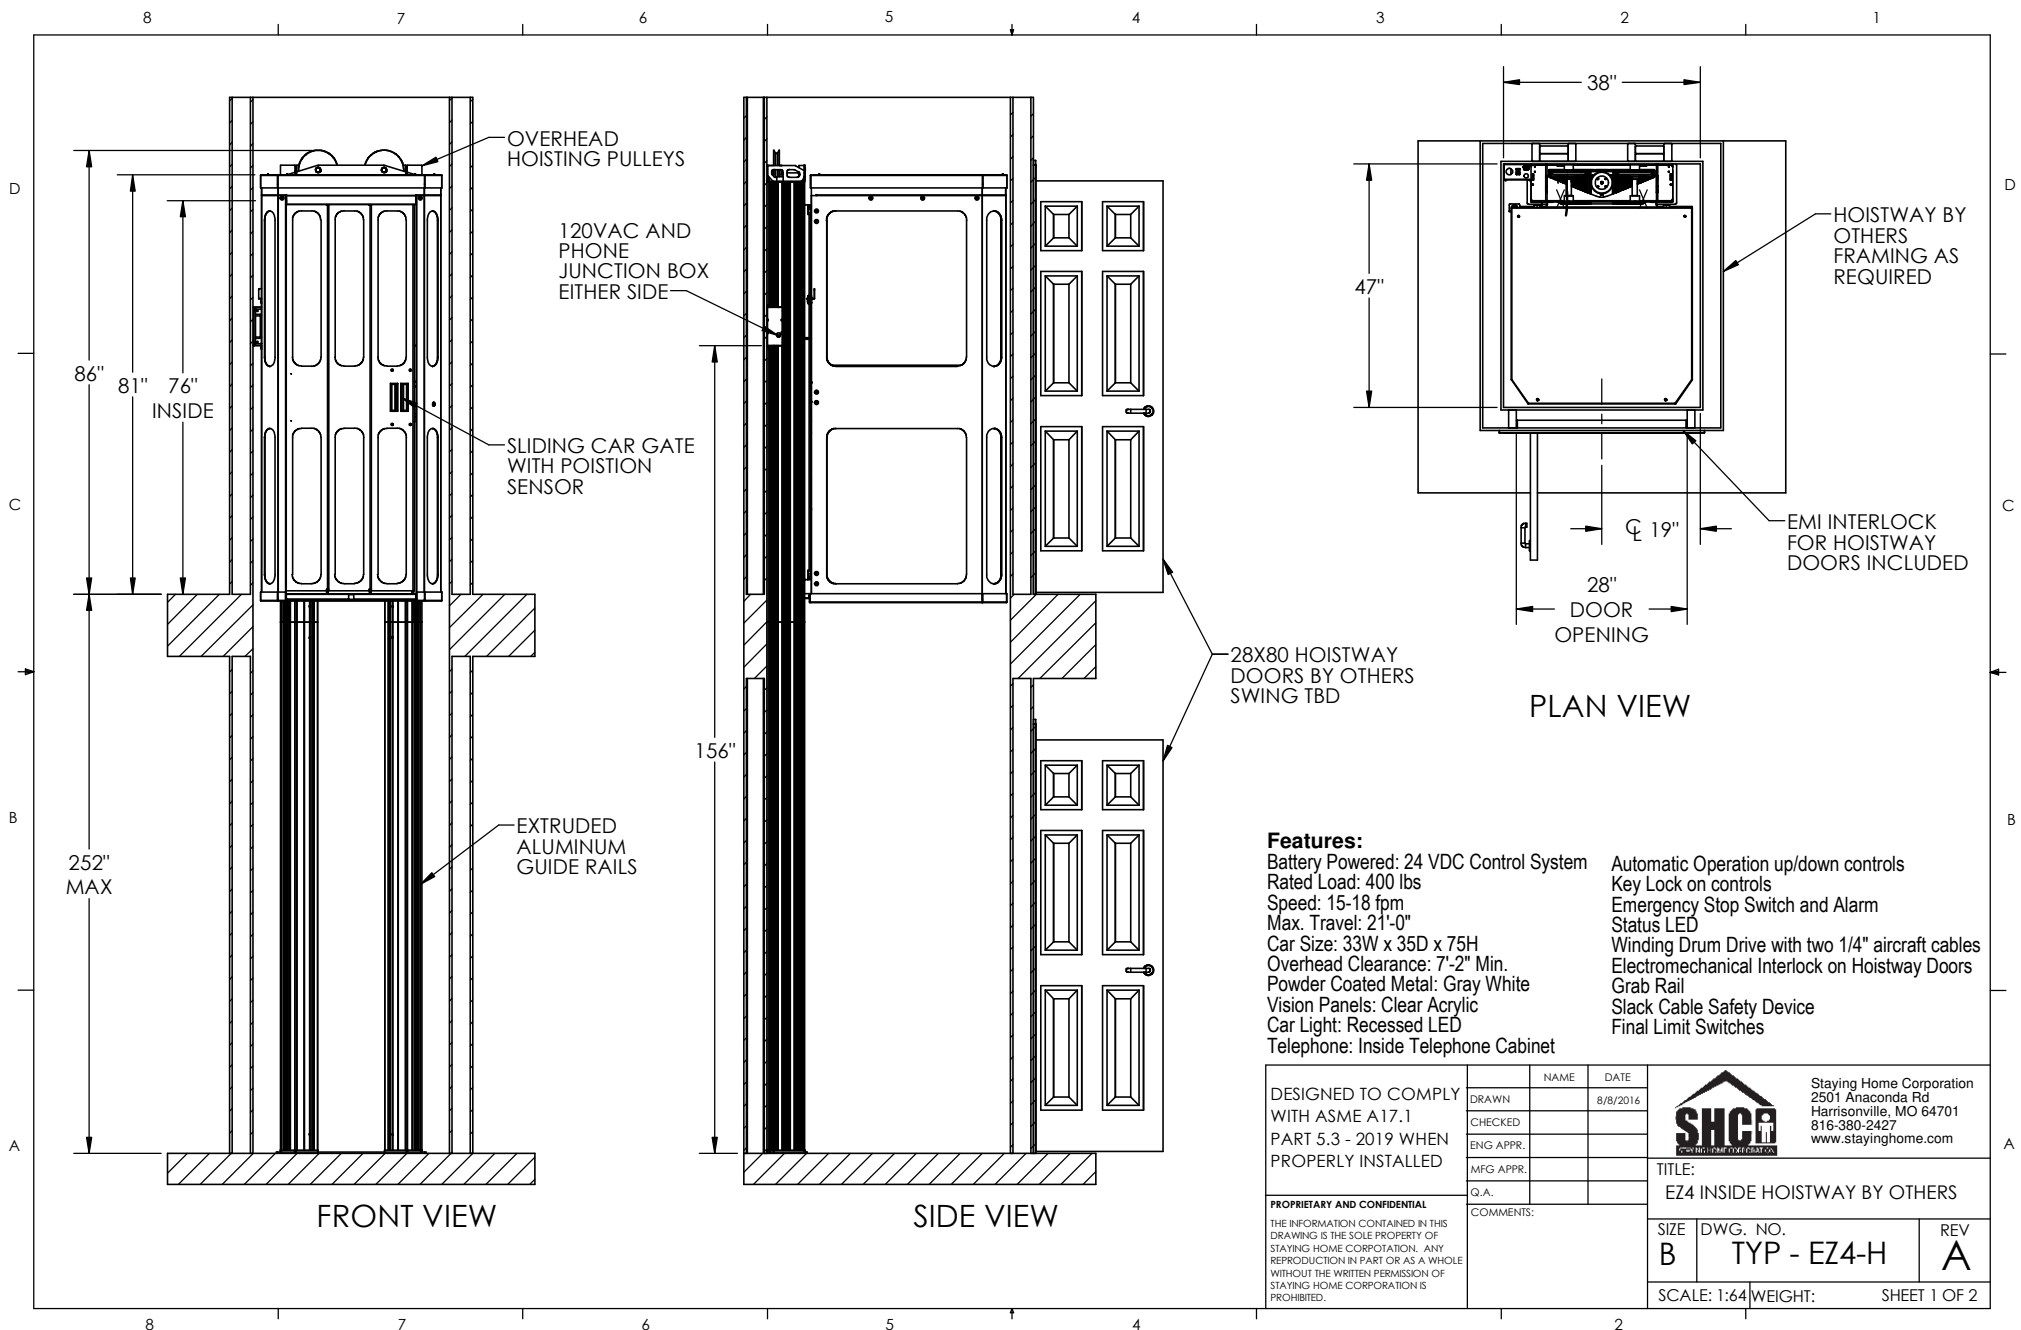 8 7 6 5 4 3 2 1
D
C
B
A
D
C
B
A
OVERHEAD
HOISTING PULLEYS
86"
81"
76"
INSIDE
SLIDING CAR GATE
WITH POISTION
SENSOR
252"
MAX
EXTRUDED
ALUMINUM
GUIDE RAILS
FRONT VIEW
120VAC AND
PHONE
JUNCTION BOX
EITHER SIDE
156"
28X80 HOISTWAY
DOORS BY OTHERS
SWING TBD
SIDE VIEW
38"
47"
HOISTWAY BY
OTHERS
FRAMING AS
REQUIRED
℄ 19"
EMI INTERLOCK
FOR HOISTWAY
DOORS INCLUDED
28"
DOOR
OPENING
PLAN VIEW
Features:
Battery Powered: 24 VDC Control System
Rated Load: 400 lbs
Speed: 15-18 fpm
Max. Travel: 21'-0"
Car Size: 33W x 35D x 75H
Overhead Clearance: 7'-2" Min.
Powder Coated Metal: Gray White
Vision Panels: Clear Acrylic
Car Light: Recessed LED
Telephone: Inside Telephone Cabinet
Automatic Operation up/down controls
Key Lock on controls
Emergency Stop Switch and Alarm
Status LED
Winding Drum Drive with two 1/4" aircraft cables
Electromechanical Interlock on Hoistway Doors
Grab Rail
Slack Cable Safety Device
Final Limit Switches
DESIGNED TO COMPLY
WITH ASME A17.1
PART 5.3 - 2019 WHEN
PROPERLY INSTALLED
PROPRIETARY AND CONFIDENTIAL
THE INFORMATION CONTAINED IN THIS
DRAWING IS THE SOLE PROPERTY OF
STAYING HOME CORPOTATION. ANY
REPRODUCTION IN PART OR AS A WHOLE
WITHOUT THE WRITTEN PERMISSION OF
STAYING HOME CORPORATION IS
PROHIBITED.
NAME DATE
DRAWN 8/8/2016
CHECKED
ENG APPR.
MFG APPR.
Q.A.
COMMENTS:
SHC
STAYING HOME CORPORATION
Staying Home Corporation
2501 Anaconda Rd
Harrisonville, MO 64701
816-380-2427
www.stayinghome.com
TITLE:
EZ4 INSIDE HOISTWAY BY OTHERS
SIZE DWG. NO. REV
B TYP - EZ4-H A
SCALE: 1:64 WEIGHT: SHEET 1 OF 2
8 7 6 5 4 2